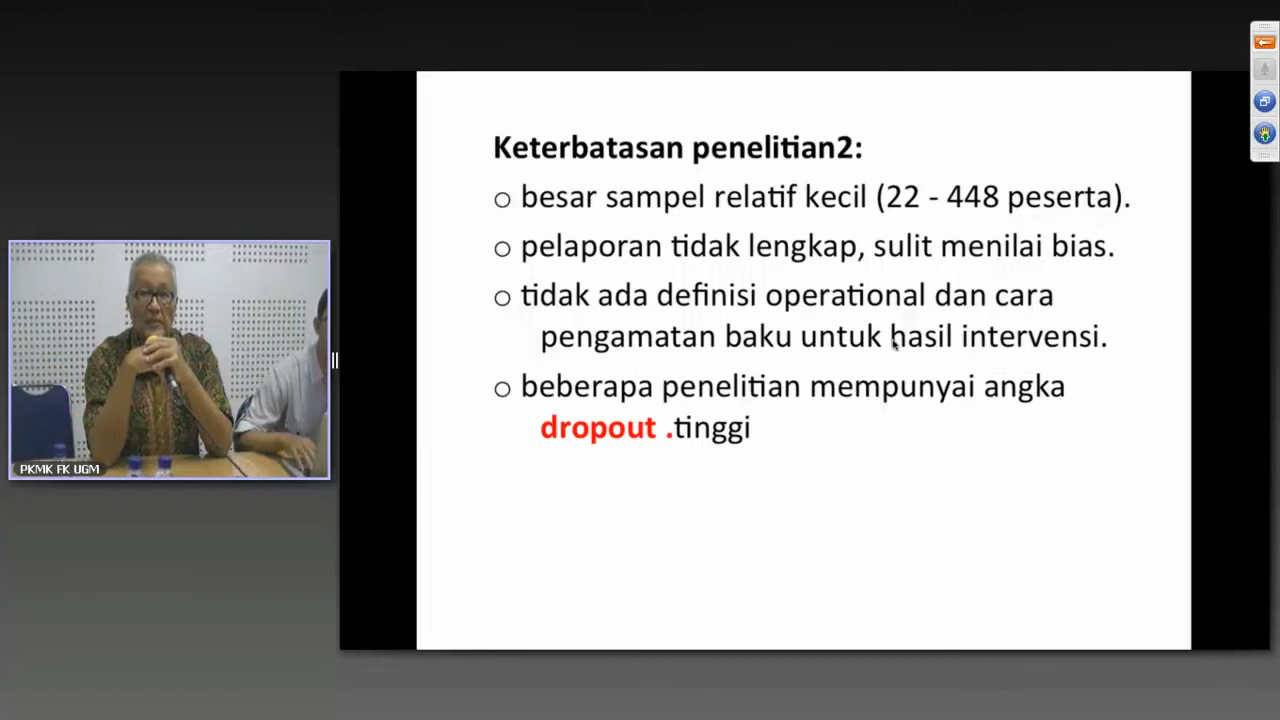 Keterbatasan penelitian2:
○ besar sampel relatif kecil (22 - 448 peserta).
○ pelaporan tidak lengkap, sulit menilai bias.
○ tidak ada definisi operational dan cara
pengamatan baku untuk hasil intervensi.
○ beberapa penelitian mempunyai angka
dropout .tinggi
PKMK FK UGM